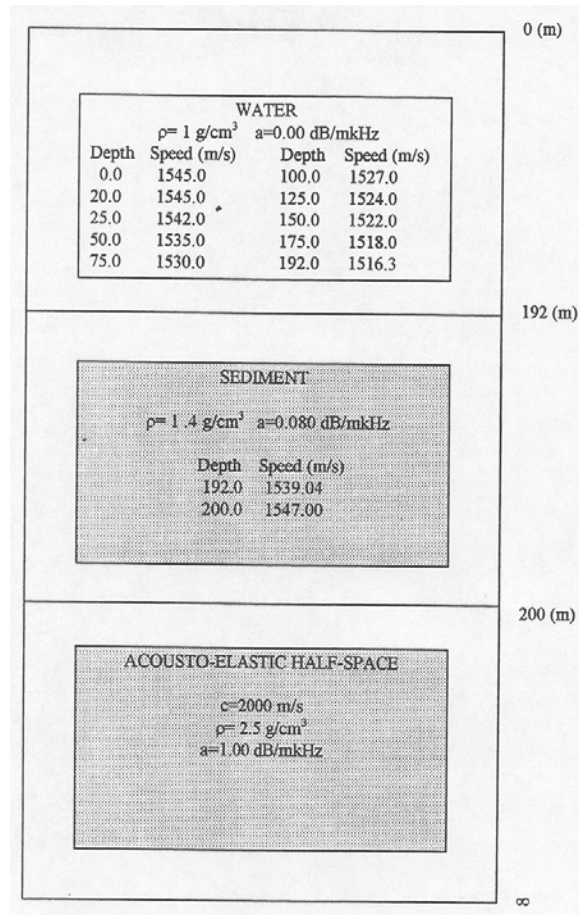 0 (m)
WATER
ρ= 1 g/cm³ a=0.00 dB/mkHz
Depth Speed (m/s) Depth Speed (m/s)
0.0 1545.0 100.0 1527.0
20.0 1545.0 125.0 1524.0
25.0 1542.0 150.0 1522.0
50.0 1535.0 175.0 1518.0
75.0 1530.0 192.0 1516.3
192 (m)
SEDIMENT
ρ= 1 .4 g/cm³ a=0.080 dB/mkHz
Depth Speed (m/s)
192.0 1539.04
200.0 1547.00
200 (m)
ACOUSTO-ELASTIC HALF-SPACE
c=2000 m/s
ρ= 2.5 g/cm³
a=1.00 dB/mkHz
∞